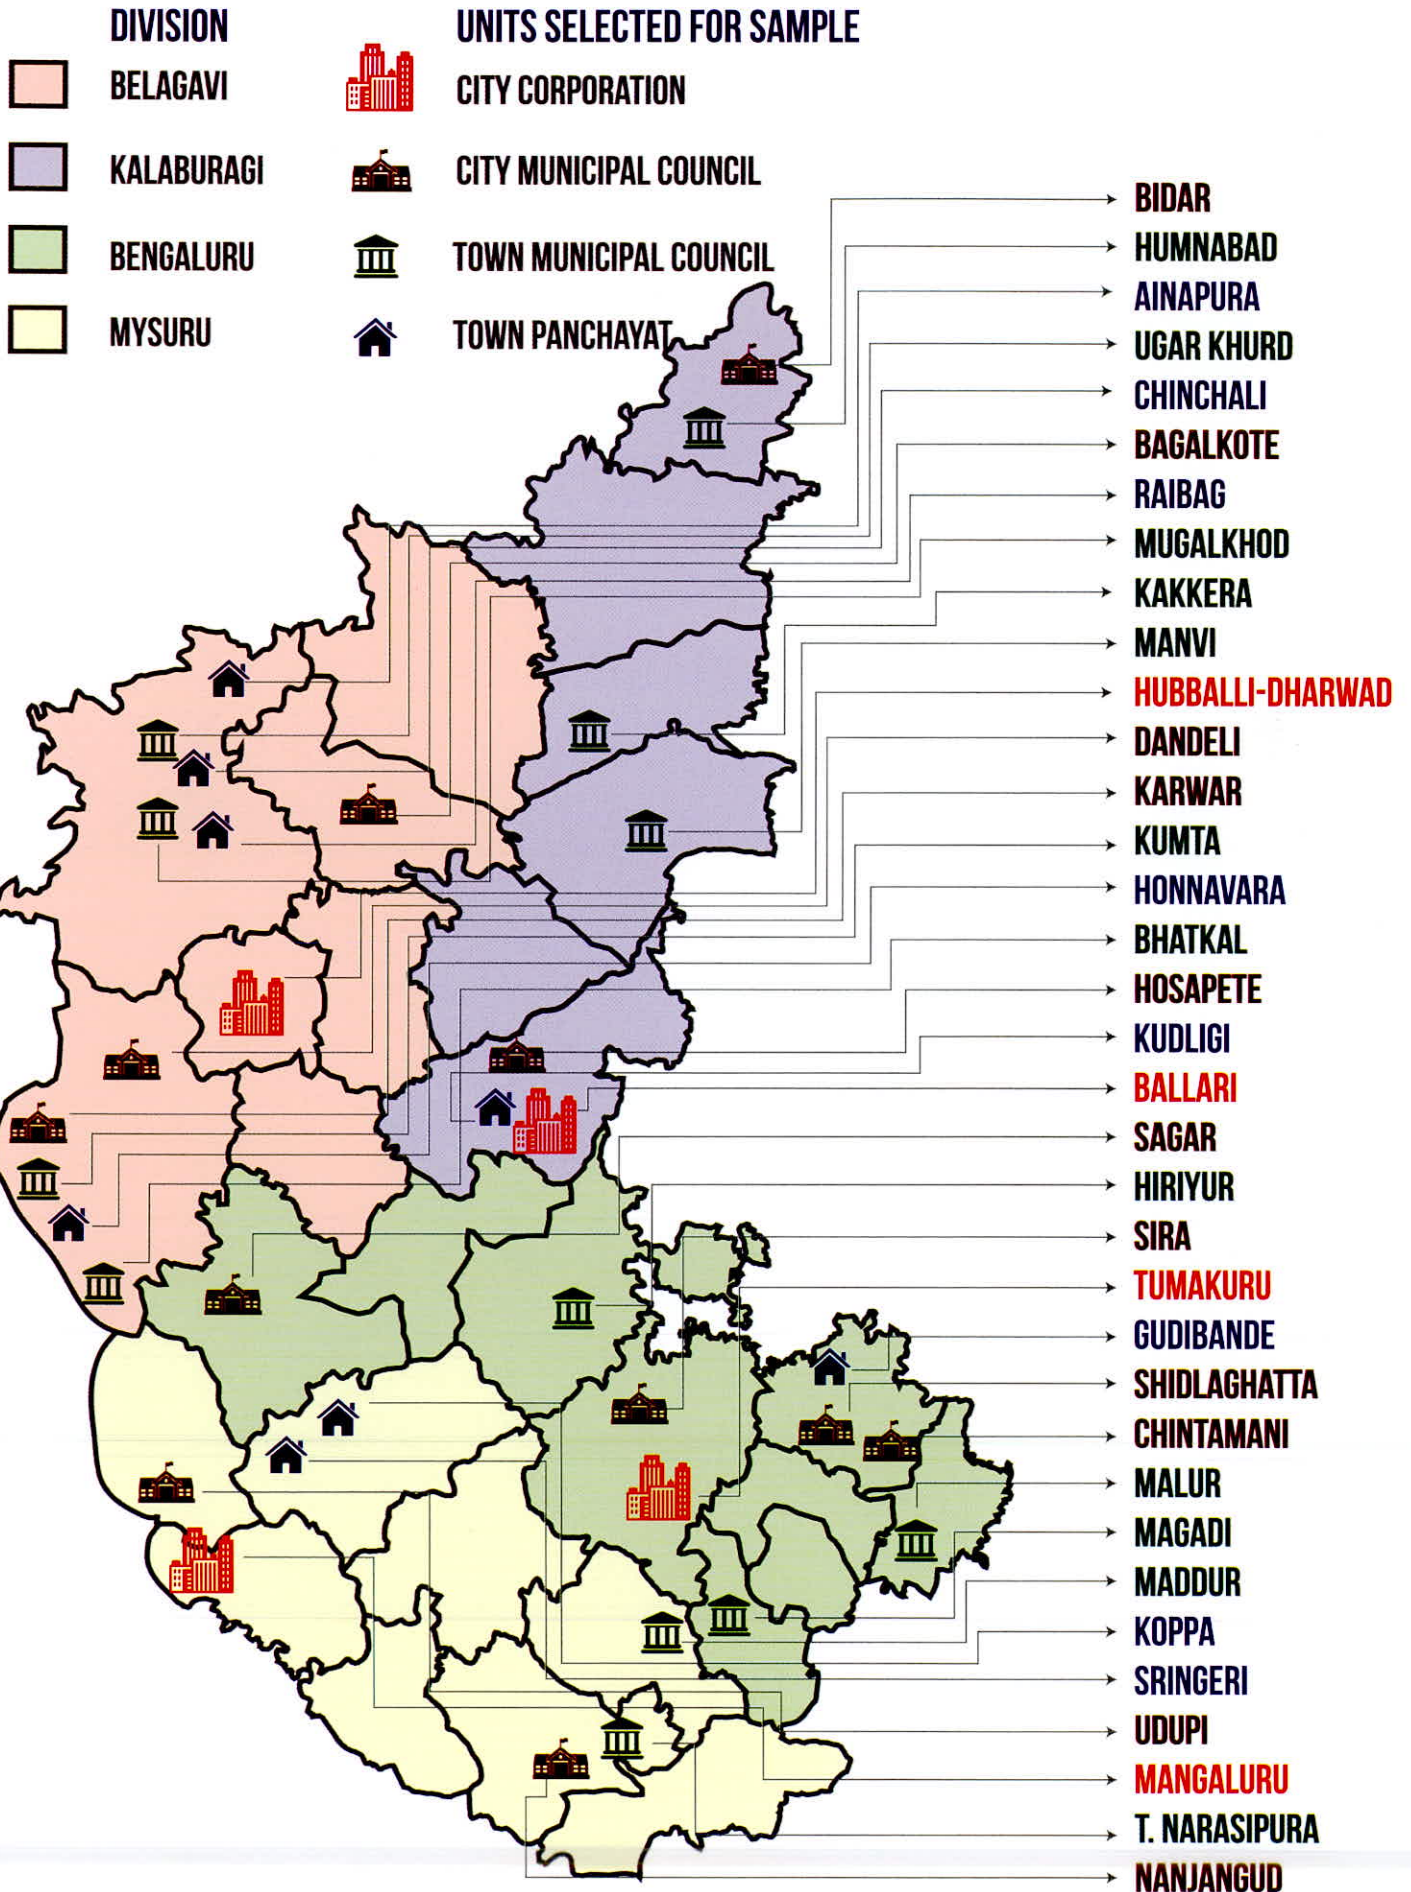 DIVISION
UNITS SELECTED FOR SAMPLE
BELAGAVI
CITY CORPORATION
KALABURAGI
CITY MUNICIPAL COUNCIL
BENGALURU
TOWN MUNICIPAL COUNCIL
MYSURU
TOWN PANCHAYAT
BIDAR
HUMNABAD
AINAPURA
UGAR KHURD
CHINCHALI
BAGALKOTE
RAIBAG
MUGALKHOD
KAKKERA
MANVI
HUBBALLI-DHARWAD
DANDELI
KARWAR
KUMTA
HONNAVARA
BHATKAL
HOSAPETE
KUDLIGI
BALLARI
SAGAR
HIRIYUR
SIRA
TUMAKURU
GUDIBANDE
SHIDLAGHATTA
CHINTAMANI
MALUR
MAGADI
MADDUR
KOPPA
SRINGERI
UDUPI
MANGALURU
T. NARASIPURA
NANJANGUD